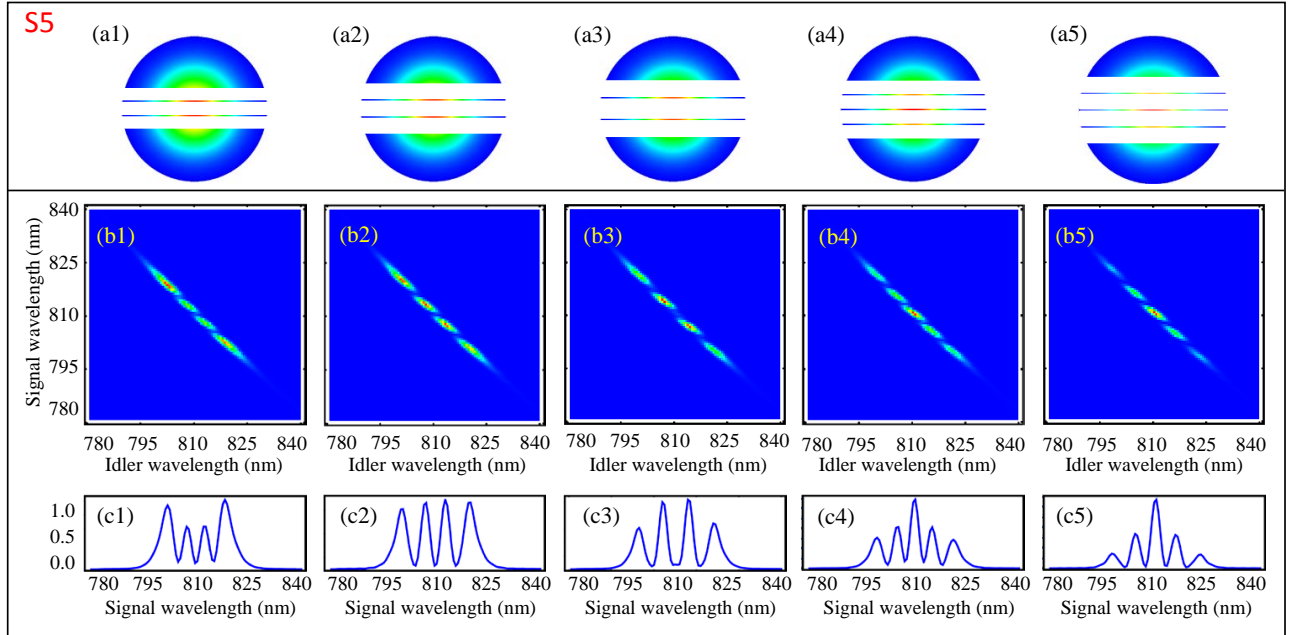 S5
(a1) (a2) (a3) (a4) (a5)
840
825
810
795
780
Signal wavelength (nm)
(b1) (b2) (b3) (b4) (b5)
780 795 810 825 840 780 795 810 825 840 780 795 810 825 840 780 795 810 825 840 780 795 810 825 840
Idler wavelength (nm) Idler wavelength (nm) Idler wavelength (nm) Idler wavelength (nm) Idler wavelength (nm)
1.0
0.5
0.0
(c1) (c2) (c3) (c4) (c5)
780 795 810 825 840 780 795 810 825 840 780 795 810 825 840 780 795 810 825 840 780 795 810 825 840
Signal wavelength (nm) Signal wavelength (nm) Signal wavelength (nm) Signal wavelength (nm) Signal wavelength (nm)